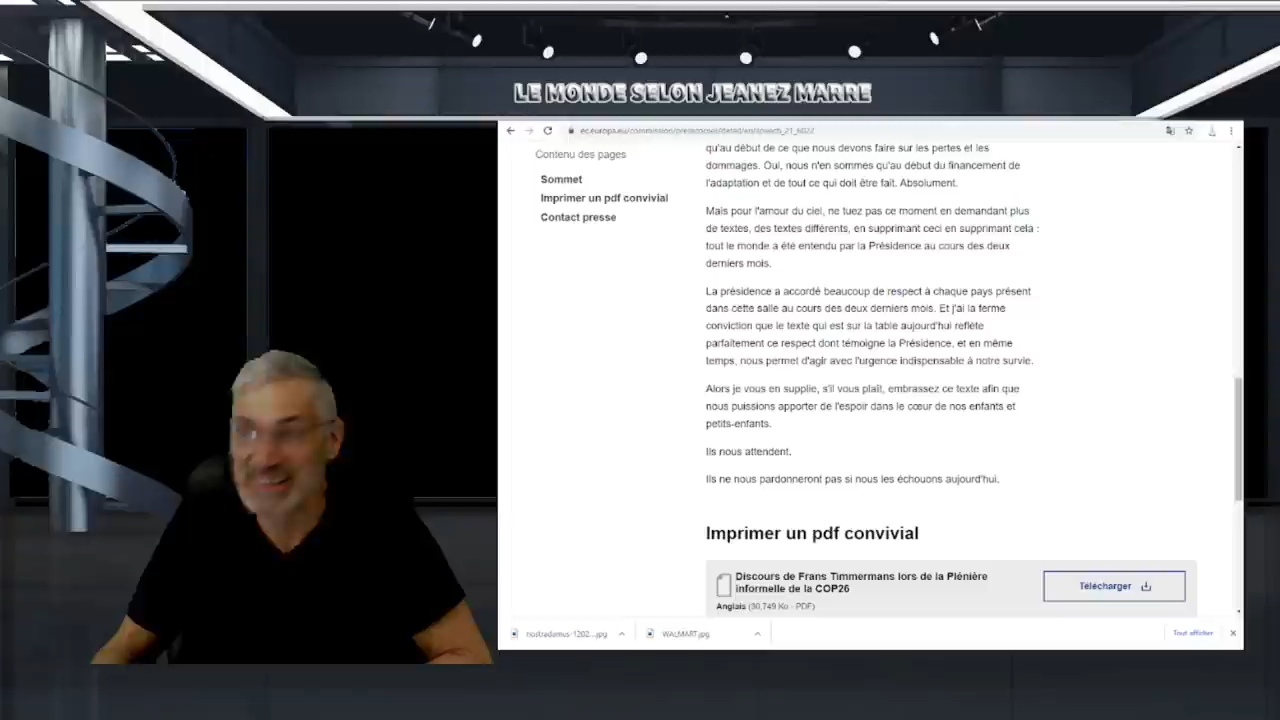 LE MONDE SELON JEANEZ MARRE
Contenu des pages
Sommet
Imprimer un pdf convivial
Contact presse
qu'au début de ce que nous devons faire sur les pertes et les
dommages. Oui, nous n'en sommes qu'au début du financement de
l'adaptation et de tout ce qui doit être fait. Absolument.
Mais pour l'amour du ciel, ne tuez pas ce moment en demandant plus
de textes, des textes différents, en supprimant ceci en supprimant cela :
tout le monde a été entendu par la Présidence au cours des deux
derniers mois.
La présidence a accordé beaucoup de respect à chaque pays présent
dans cette salle au cours des deux derniers mois. Et j'ai la ferme
conviction que le texte qui est sur la table aujourd'hui reflète
parfaitement ce respect dont témoigne la Présidence, et en même
temps, nous permet d'agir avec l'urgence indispensable à notre survie.
Alors je vous en supplie, s'il vous plaît, embrassez ce texte afin que
nous puissions apporter de l'espoir dans le cœur de nos enfants et
petits-enfants.
Ils nous attendent.
Ils ne nous pardonneront pas si nous les échouons aujourd'hui.
Imprimer un pdf convivial
Discours de Frans Timmermans lors de la Plénière
informelle de la COP26
Anglais (30,749 Ko - PDF)
Télécharger
nostradamus-1202....jpg
WALMART.jpg
Tout afficher